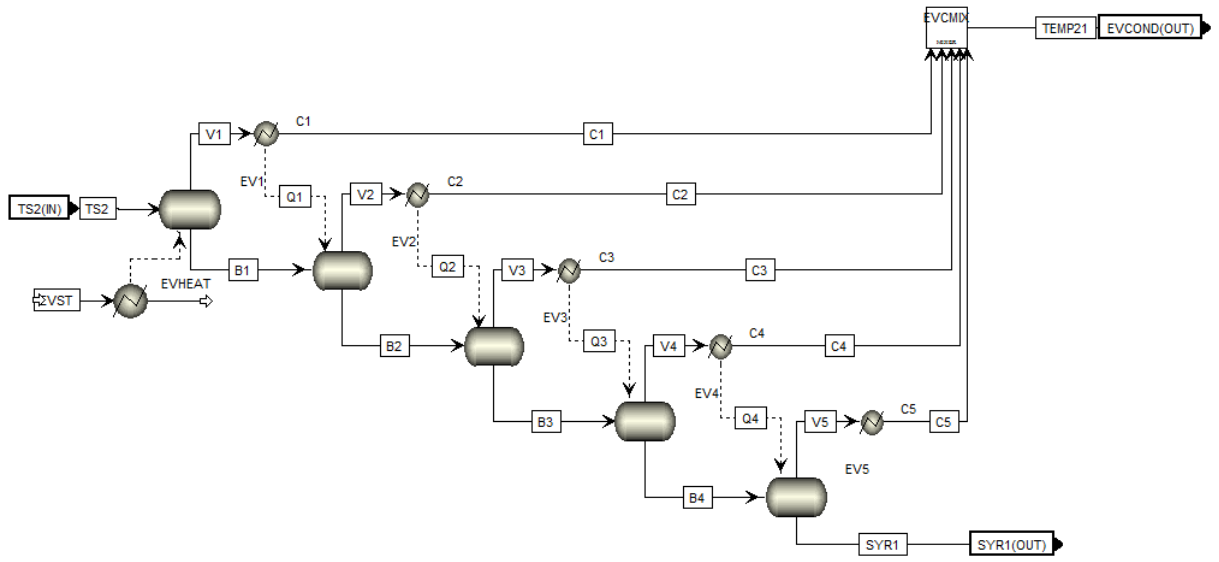 EVCMIX
MIXER
TEMP21
EVCOND(OUT)
V1
C1
C1
EV1
Q1
V2
C2
C2
TS2(IN)
TS2
B1
EV2
Q2
V3
C3
C3
EVHEAT
EVST
B2
EV3
Q3
V4
C4
C4
B3
EV4
Q4
V5
C5
C5
EV5
B4
SYR1
SYR1(OUT)